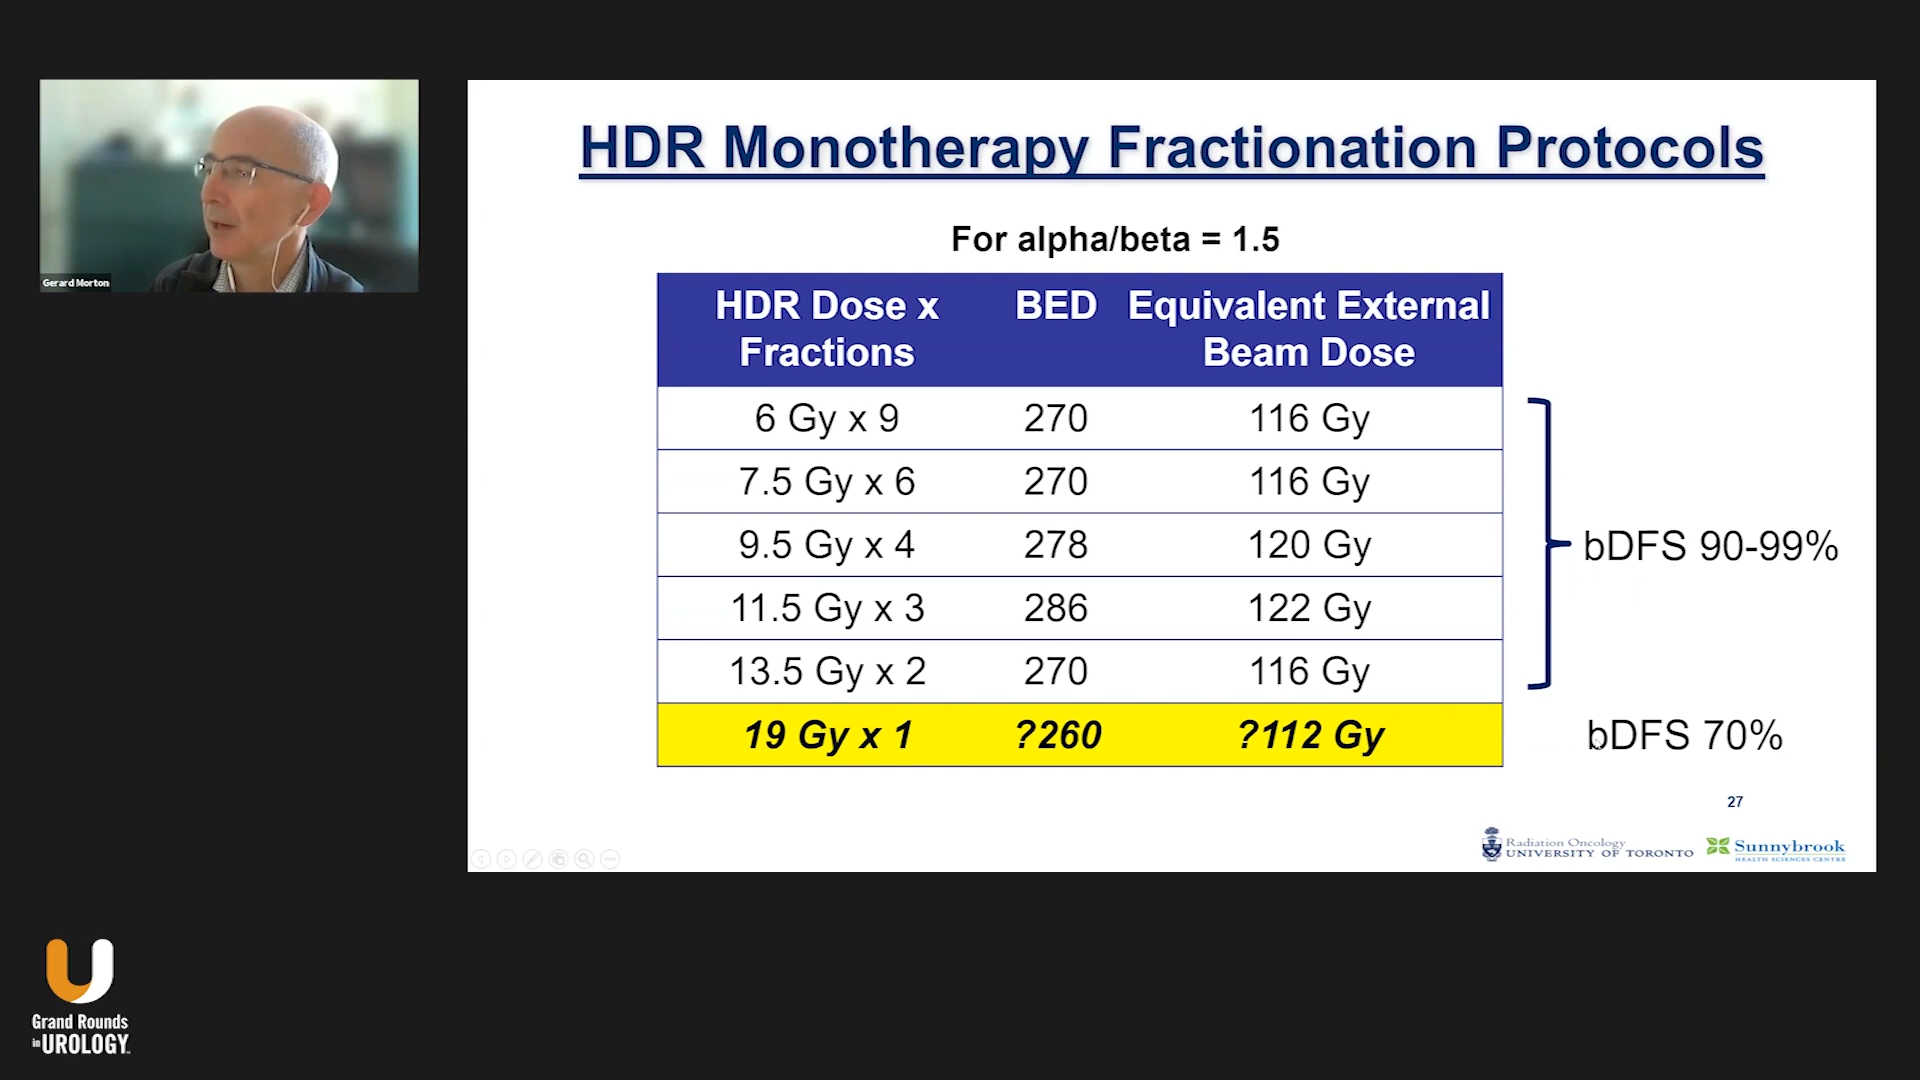 Gerard Morton
HDR Monotherapy Fractionation Protocols
For alpha/beta = 1.5
HDR Dose x Fractions BED Equivalent External Beam Dose
6 Gy x 9 270 116 Gy
7.5 Gy x 6 270 116 Gy
9.5 Gy x 4 278 120 Gy
11.5 Gy x 3 286 122 Gy
13.5 Gy x 2 270 116 Gy
19 Gy x 1 ?260 ?112 Gy
bDFS 90-99%
bDFS 70%
27
Radiation Oncology
UNIVERSITY OF TORONTO
Sunnybrook
HEALTH SCIENCES CENTRE
Grand Rounds
in UROLOGY